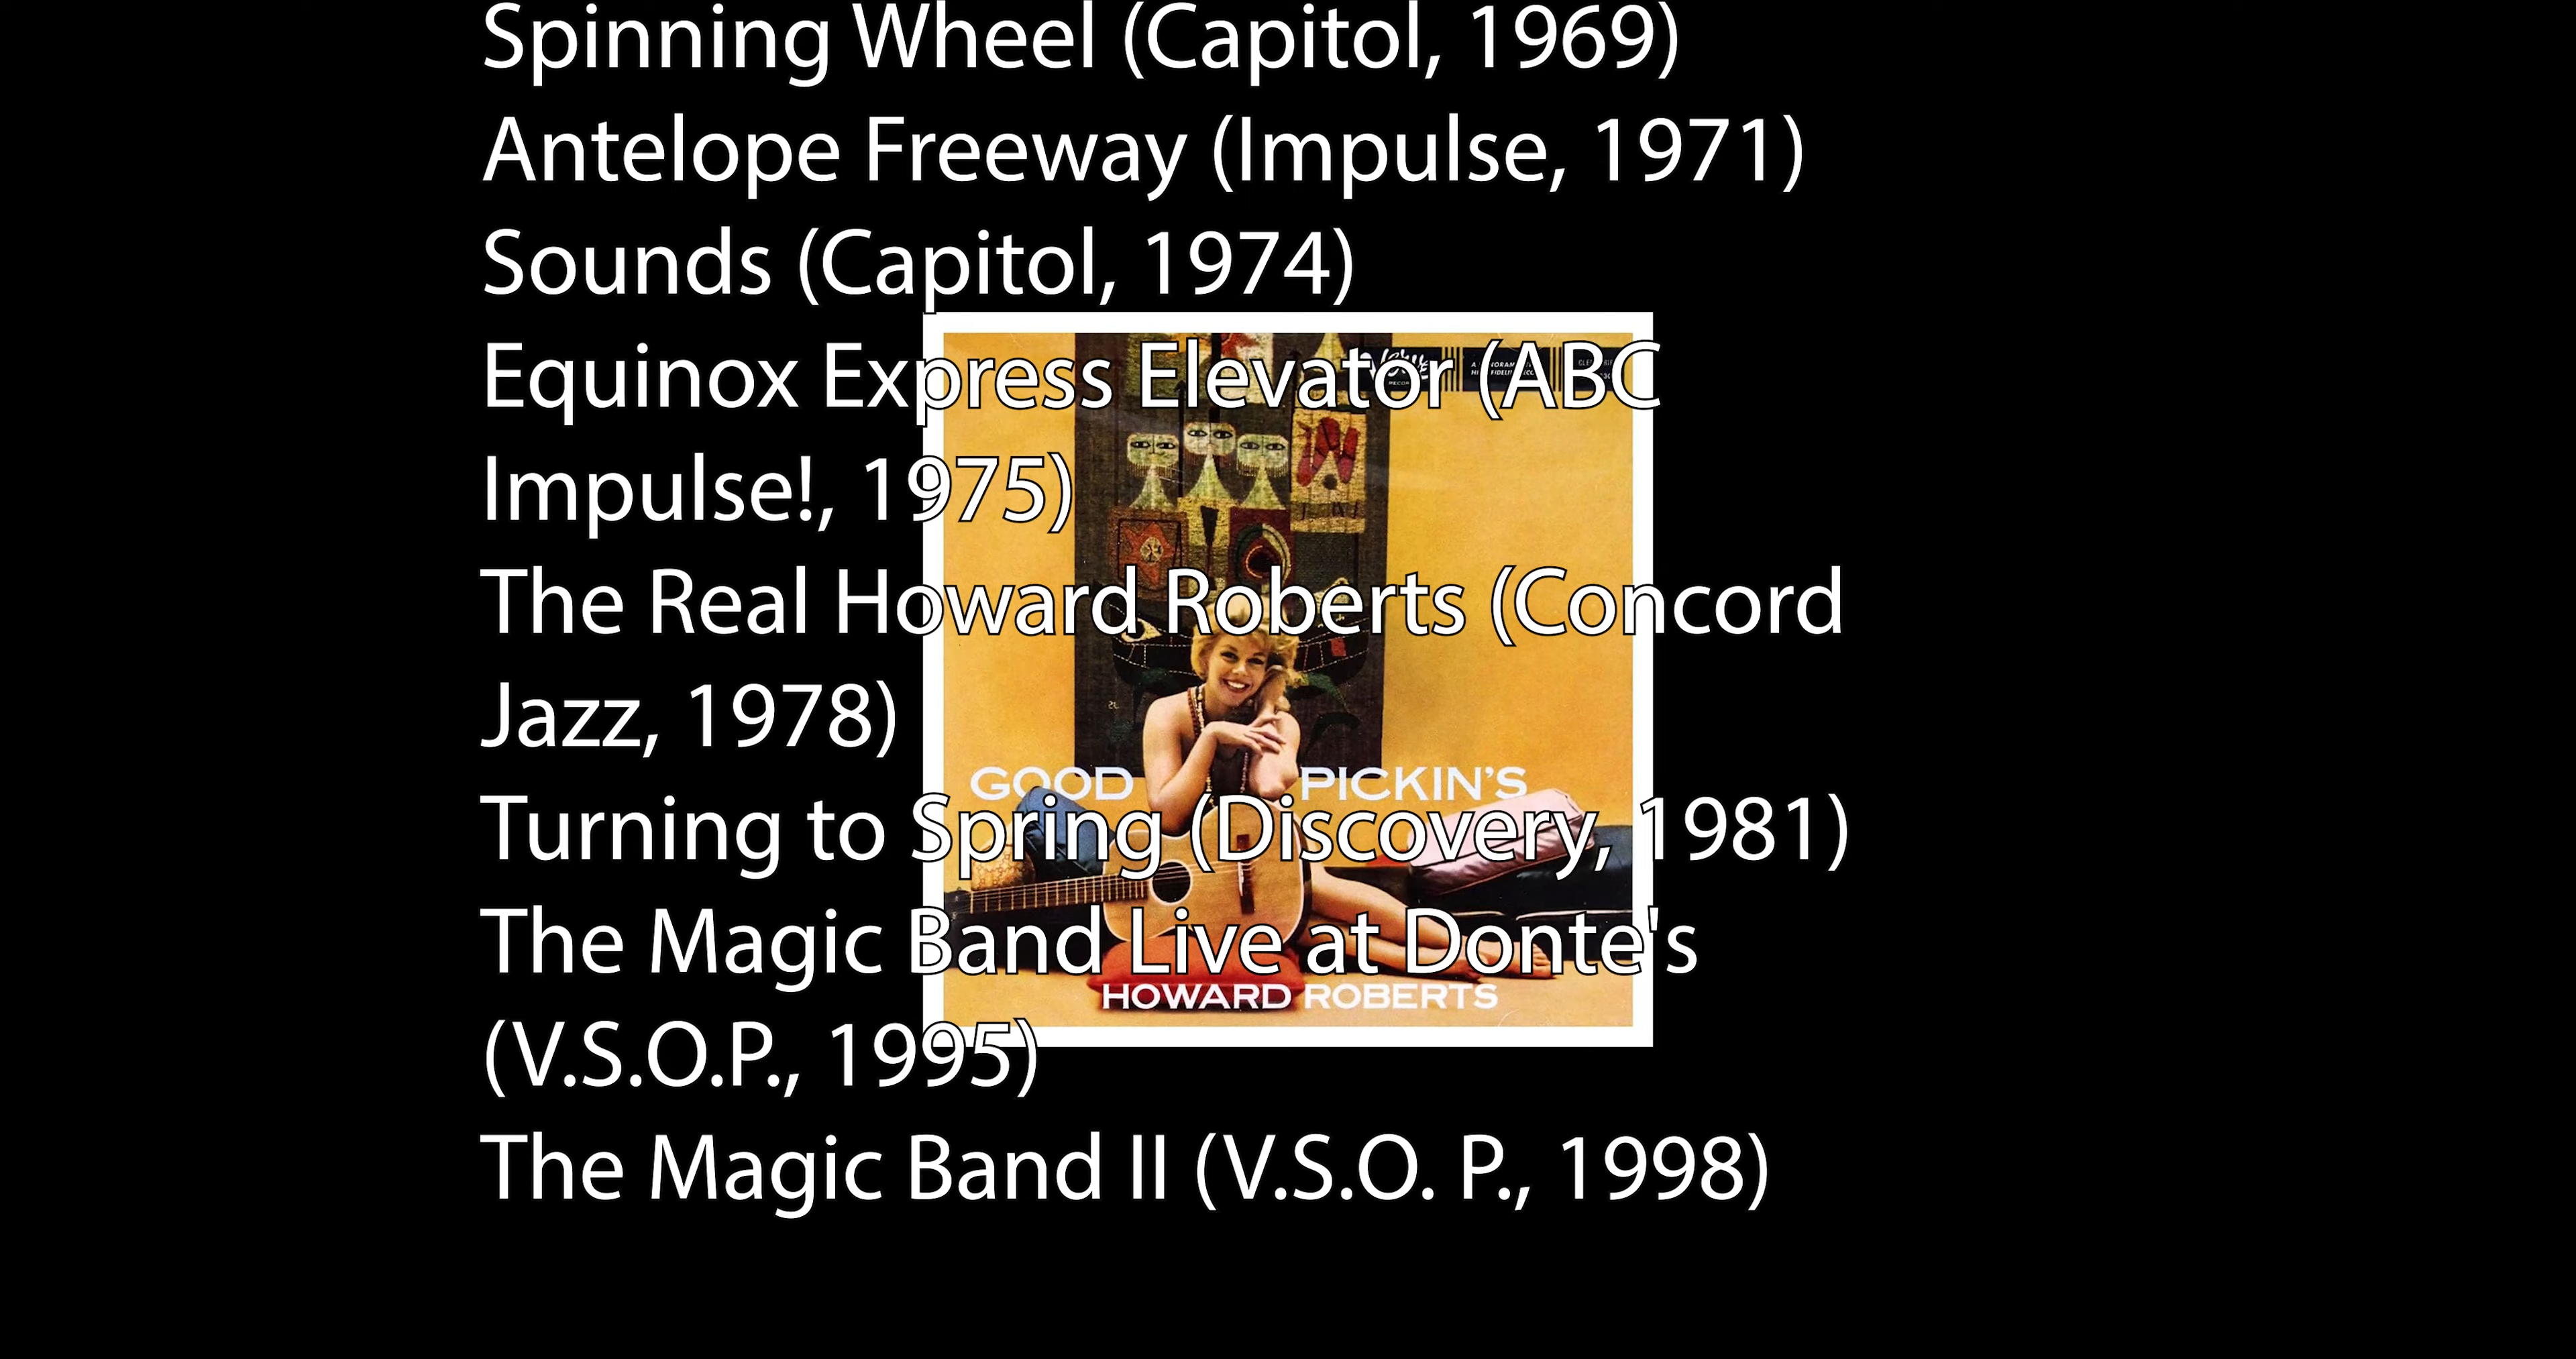 Spinning Wheel (Capitol, 1969)
Antelope Freeway (Impulse, 1971)
Sounds (Capitol, 1974)
Equinox Express Elevator (ABC
Impulse!, 1975)
The Real Howard Roberts (Concord
Jazz, 1978)
GOOD PICKIN'S
Turning to Spring (Discovery, 1981)
The Magic Band Live at Donte's
HOWARD ROBERTS
(V.S.O.P., 1995)
The Magic Band II (V.S.O. P., 1998)